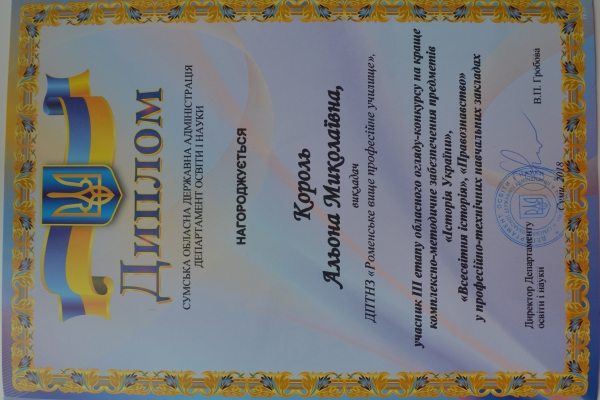 ДИПЛОМ
СУМСЬКА ОБЛАСНА ДЕРЖАВНА АДМІНІСТРАЦІЯ
ДЕПАРТАМЕНТ ОСВІТИ І НАУКИ
НАГОРОДЖУЄТЬСЯ
Король
Альона Миколаївна,
викладач
ДПТНЗ «Роменське вище професійне училище»,
учасник ІІІ етапу обласного огляду-конкурсу на краще
комплексно-методичне забезпечення предметів
«Історія України»,
«Всесвітня історія», «Правознавство»
у професійно-технічних навчальних закладах
Директор Департаменту
освіти і науки
В.П. Гробова
Суми, 2018